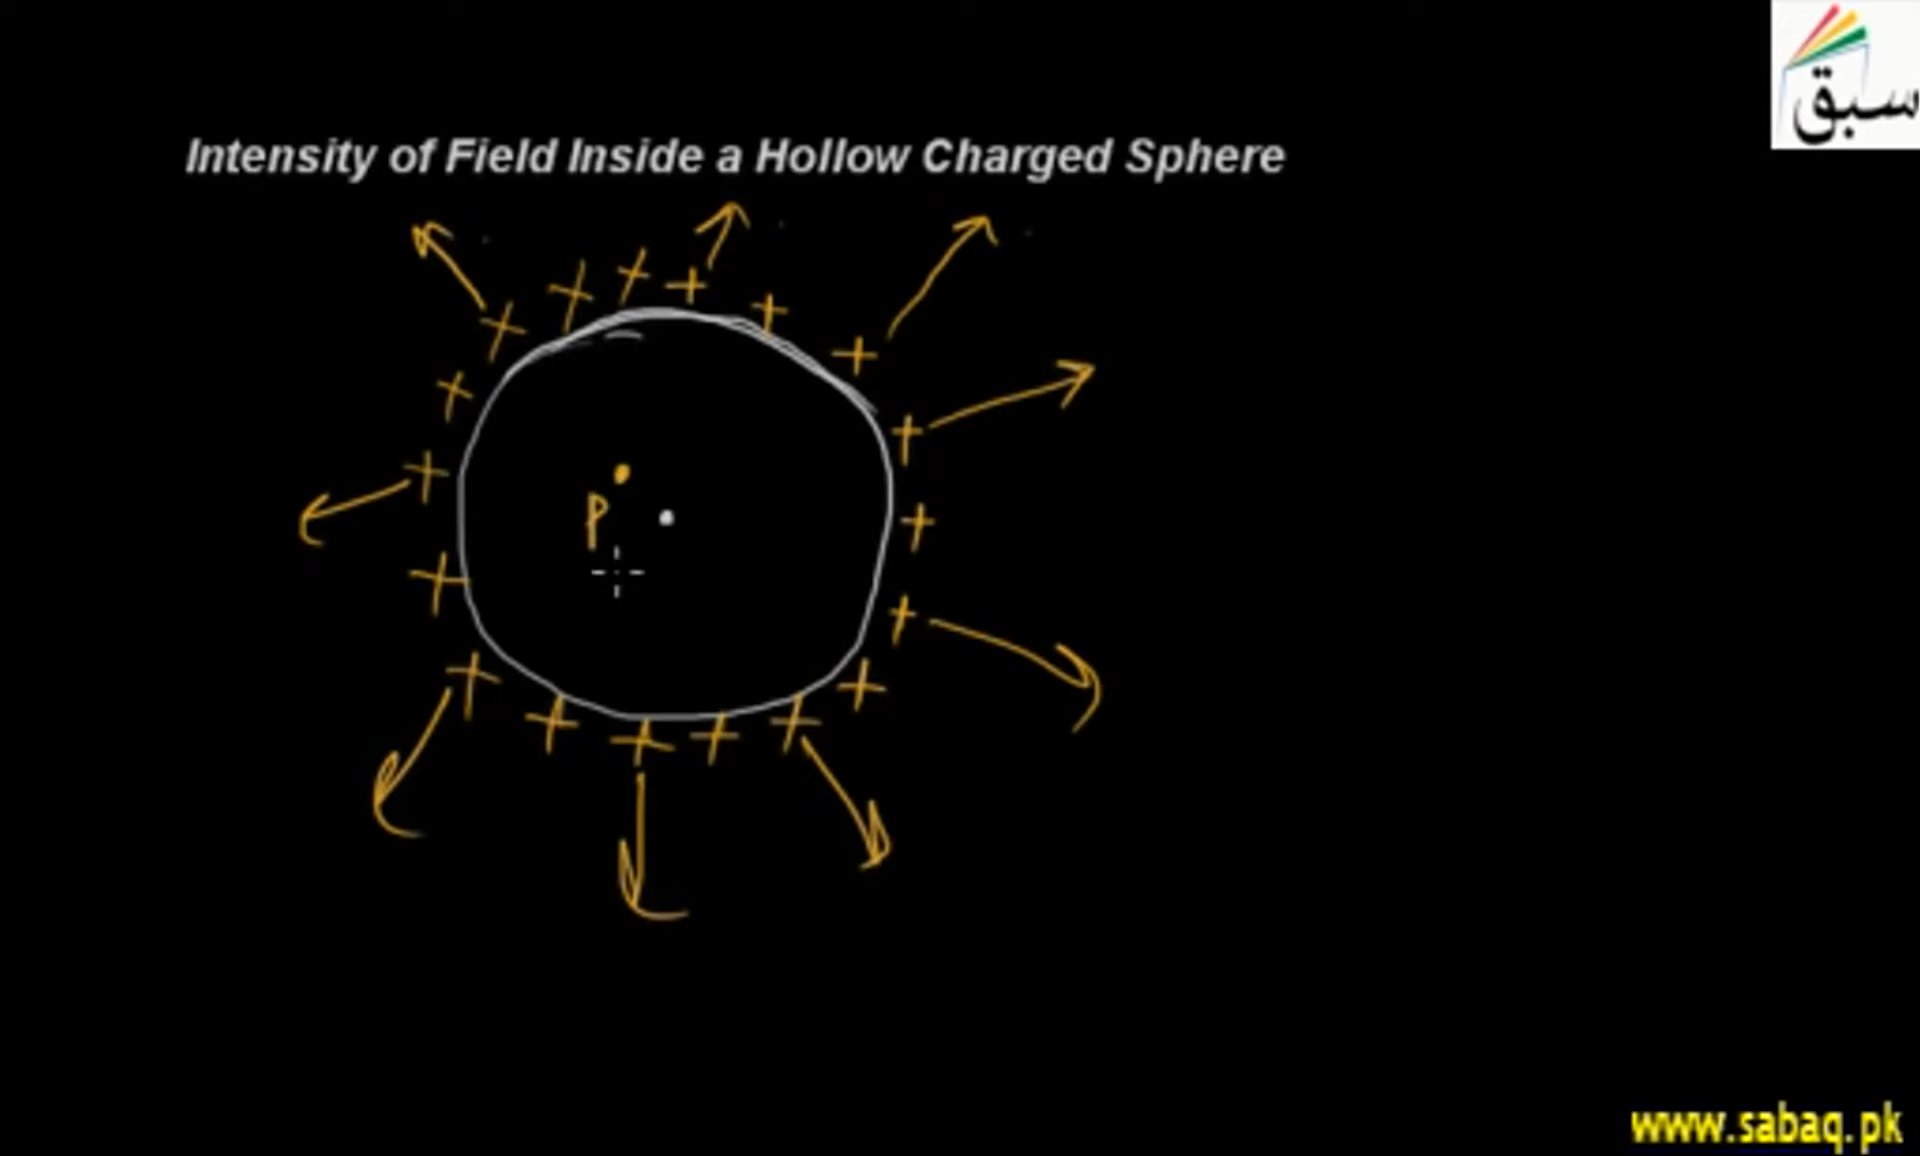 سبق
Intensity of Field Inside a Hollow Charged Sphere
+ + + +
+ +
+ +
+ P +
+ +
+ +
+ + + +
www.sabaq.pk